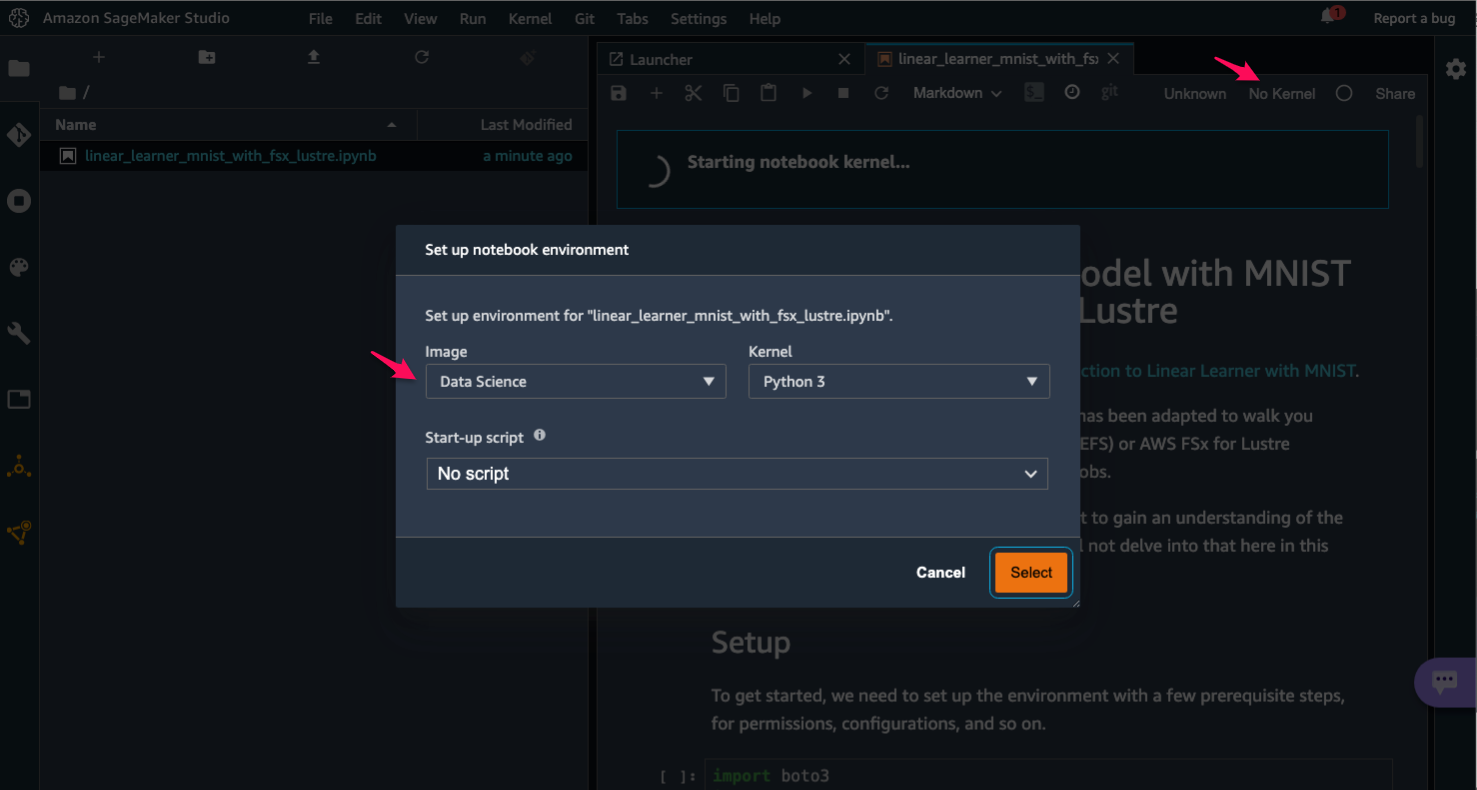 Amazon SageMaker Studio File Edit View Run Kernel Git Tabs Settings Help 1 Report a bug
Launcher linear_learner_mnist_with_fs
Markdown git Unknown No Kernel Share
/
Name Last Modified
linear_learner_mnist_with_fsx_lustre.ipynb a minute ago
Starting notebook kernel...
Set up notebook environment
odel with MNIST
Lustre
Set up environment for "linear_learner_mnist_with_fsx_lustre.ipynb".
Image Kernel
Data Science Python 3
ction to Linear Learner with MNIST.
has been adapted to walk you
EFS) or AWS FSx for Lustre
obs.
Start-up script
No script
t to gain an understanding of the
not delve into that here in this
Cancel Select
Setup
To get started, we need to set up the environment with a few prerequisite steps,
for permissions, configurations, and so on.
[ ]: import boto3